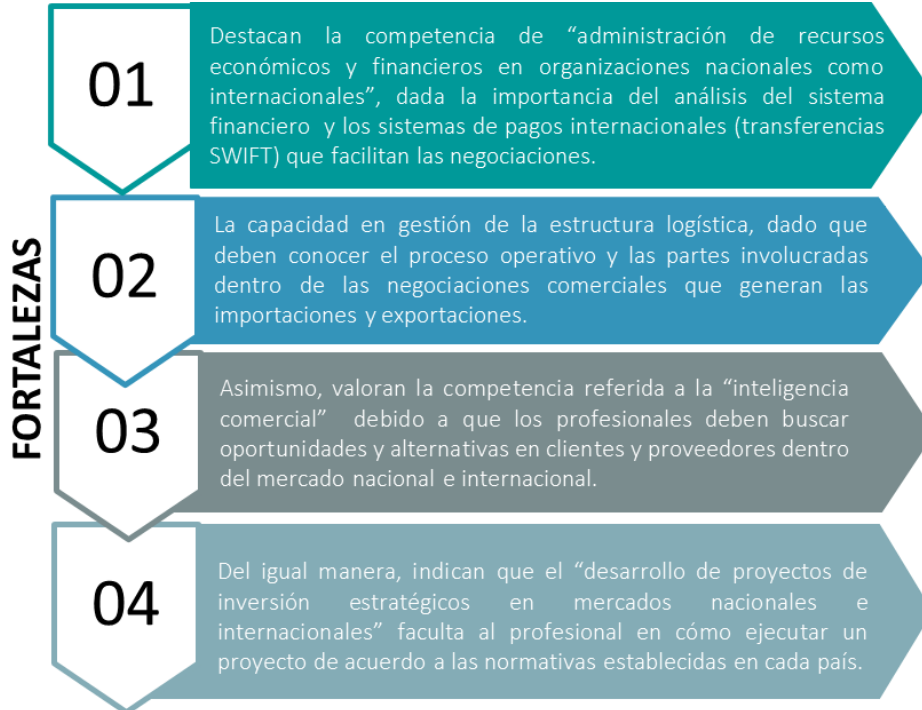 FORTALEZAS
01
Destacan la competencia de “administración de recursos
económicos y financieros en organizaciones nacionales como
internacionales”, dada la importancia del análisis del sistema
financiero y los sistemas de pagos internacionales (transferencias
SWIFT) que facilitan las negociaciones.
02
La capacidad en gestión de la estructura logística, dado que
deben conocer el proceso operativo y las partes involucradas
dentro de las negociaciones comerciales que generan las
importaciones y exportaciones.
03
Asimismo, valoran la competencia referida a la “inteligencia
comercial” debido a que los profesionales deben buscar
oportunidades y alternativas en clientes y proveedores dentro
del mercado nacional e internacional.
04
Del igual manera, indican que el “desarrollo de proyectos de
inversión estratégicos en mercados nacionales e
internacionales” faculta al profesional en cómo ejecutar un
proyecto de acuerdo a las normativas establecidas en cada país.